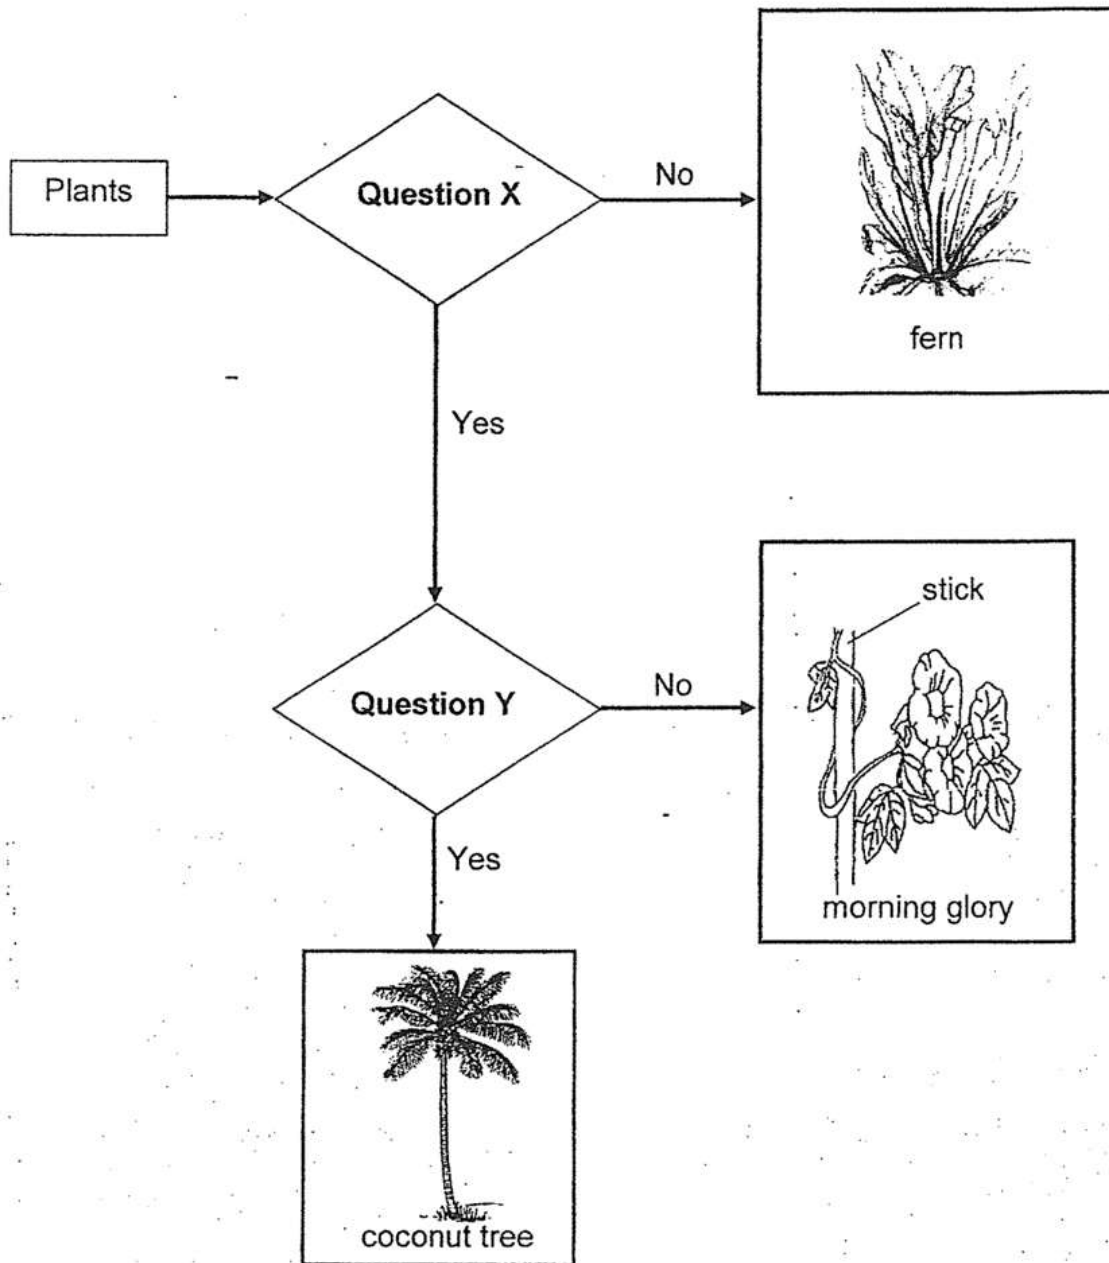 Plants
Question X
No
fern
Yes
stick
Question Y
No
morning glory
Yes
coconut tree